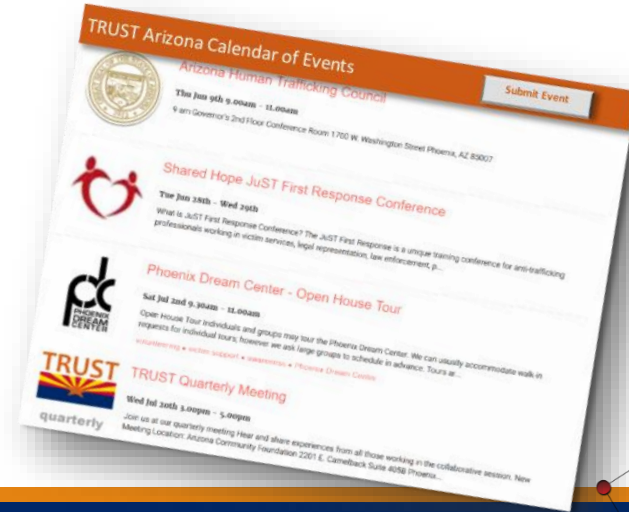 TRUST Arizona Calendar of Events
Submit Event
Arizona Human Trafficking Council
Thu Jun 9th 9.00am - 11.00am
9 am Governor's 2nd Floor Conference Room 1700 W. Washington Street Phoenix, AZ 85007
Shared Hope JuST First Response Conference
Tue Jun 28th - Wed 29th
What is JuST First Response Conference? The JuST First Response is a unique training conference for anti-trafficking
professionals working in victim services, legal representation, law enforcement, p...
pdc
PHOENIX
DREAM
CENTER
Phoenix Dream Center - Open House Tour
Sat Jul 2nd 9.30am - 11.00am
Open House Tour Individuals and groups may tour the Phoenix Dream Center. We can usually accommodate walk-in
requests for individual tours; however we ask large groups to schedule in advance. Tours ar...
volunteering • victim support • awareness • Phoenix Dream Center
TRUST
quarterly
TRUST Quarterly Meeting
Wed Jul 20th 3.00pm - 5.00pm
Join us at our quarterly meeting Hear and share experiences from all those working in the collaborative session. New
Meeting Location: Arizona Community Foundation 2201 E. Camelback Suite 405B Phoenix...